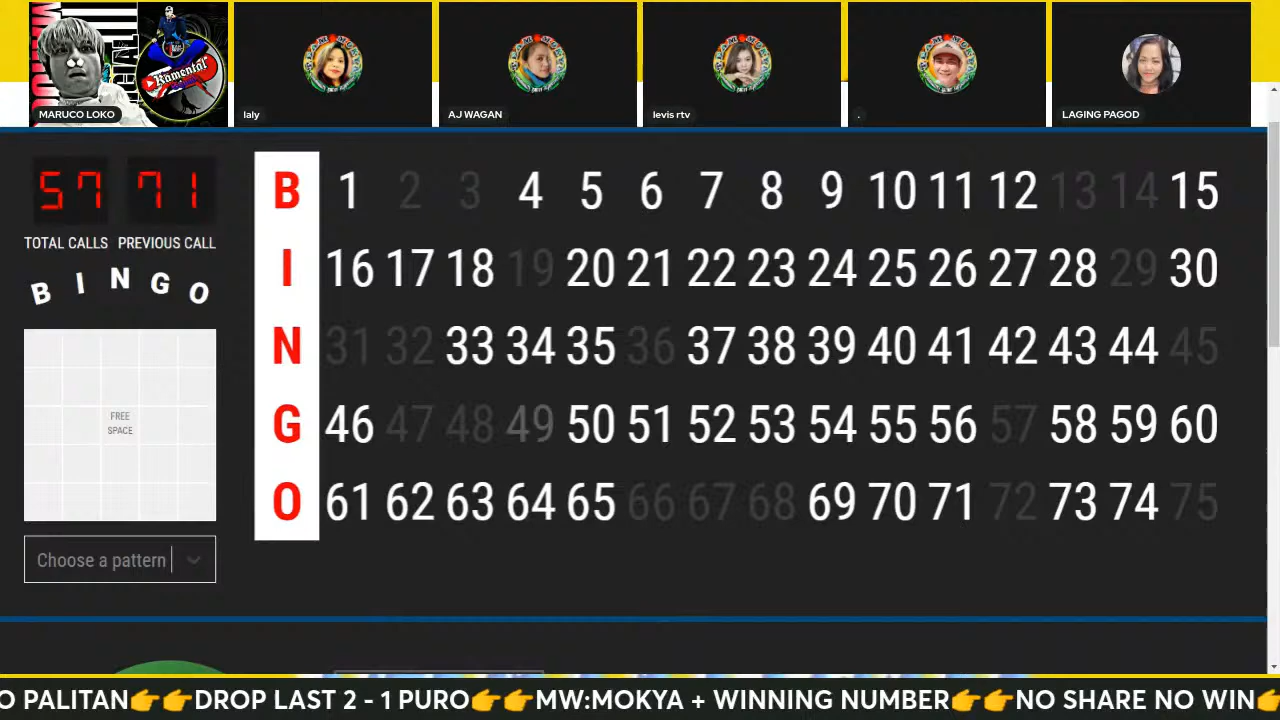 Kamental
MARUCO LOKO
laly
AJ WAGAN
levis rtv
.
LAGING PAGOD
57 71
TOTAL CALLS PREVIOUS CALL
B I N G O
FREE
SPACE
Choose a pattern
B 1 2 3 4 5 6 7 8 9 10 11 12 13 14 15
I 16 17 18 19 20 21 22 23 24 25 26 27 28 29 30
N 31 32 33 34 35 36 37 38 39 40 41 42 43 44 45
G 46 47 48 49 50 51 52 53 54 55 56 57 58 59 60
O 61 62 63 64 65 66 67 68 69 70 71 72 73 74 75
O PALITAN👉👉DROP LAST 2 - 1 PURO👉👉MW:MOKYA + WINNING NUMBER👉👉NO SHARE NO WIN👉